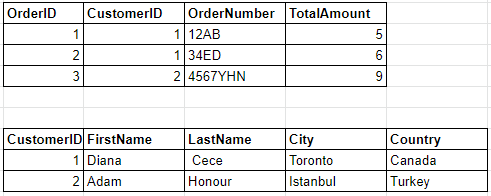 OrderID CustomerID OrderNumber TotalAmount
1 1 12AB 5
2 1 34ED 6
3 2 4567YHN 9
CustomerID FirstName LastName City Country
1 Diana Cece Toronto Canada
2 Adam Honour Istanbul Turkey